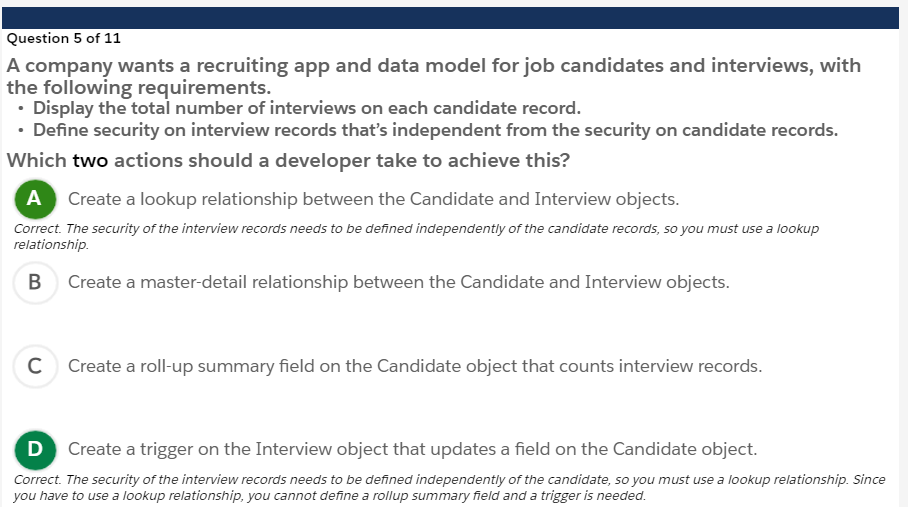 Question 5 of 11
A company wants a recruiting app and data model for job candidates and interviews, with
the following requirements.
• Display the total number of interviews on each candidate record.
• Define security on interview records that's independent from the security on candidate records.
Which two actions should a developer take to achieve this?
A Create a lookup relationship between the Candidate and Interview objects.
Correct. The security of the interview records needs to be defined independently of the candidate records, so you must use a lookup
relationship.
B Create a master-detail relationship between the Candidate and Interview objects.
C Create a roll-up summary field on the Candidate object that counts interview records.
D Create a trigger on the Interview object that updates a field on the Candidate object.
Correct. The security of the interview records needs to be defined independently of the candidate, so you must use a lookup relationship. Since
you have to use a lookup relationship, you cannot define a rollup summary field and a trigger is needed.